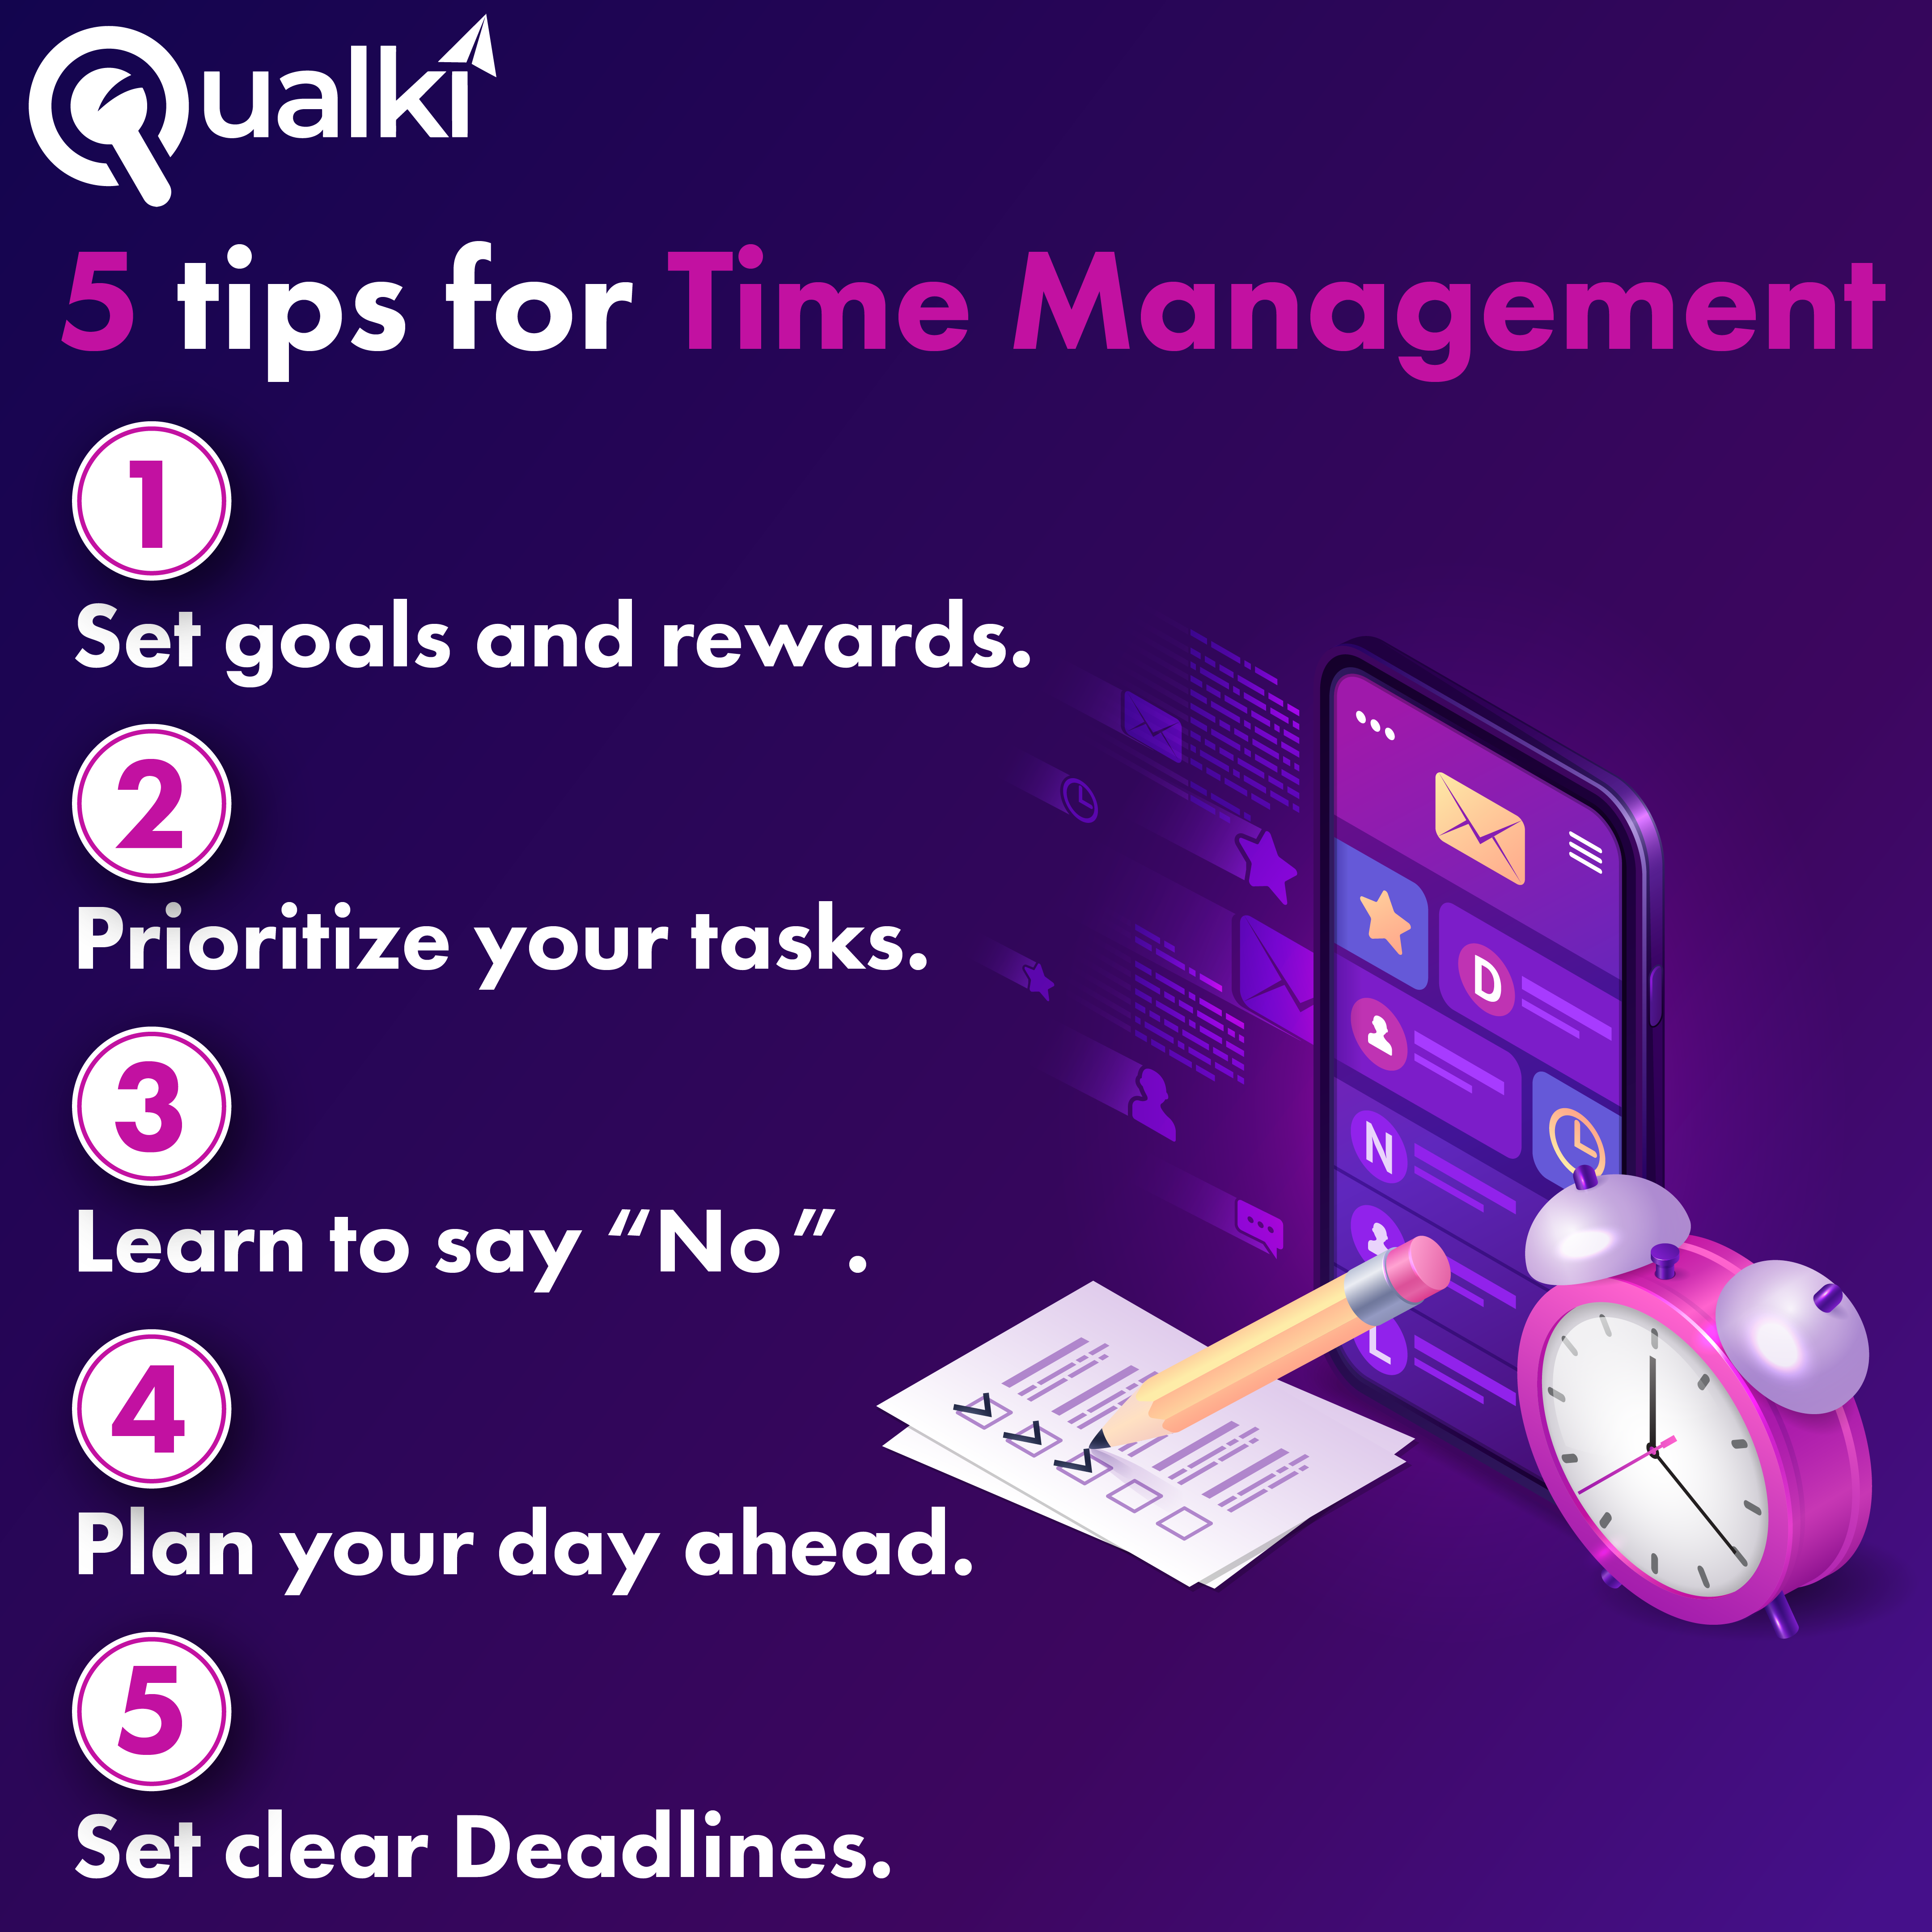 Qualki
5 tips for Time Management
1
Set goals and rewards.
2
Prioritize your tasks.
3
Learn to say “No”.
4
Plan your day ahead.
5
Set clear Deadlines.
D
N
L